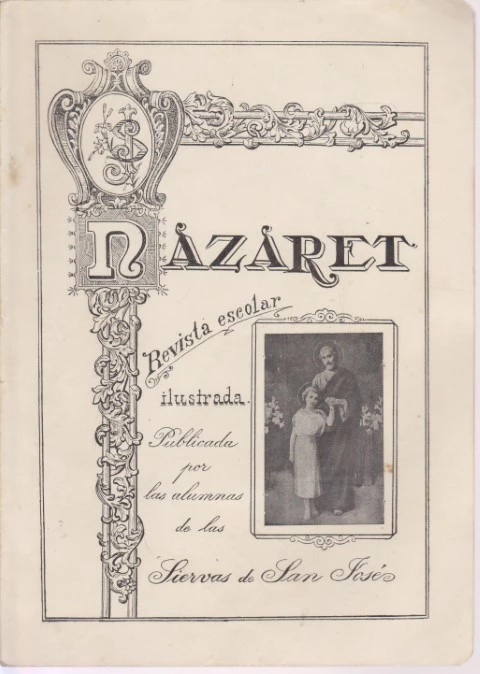 NAZARET
Revista escolar
ilustrada.
Publicada
por
las alumnas
de las
Siervas de San José